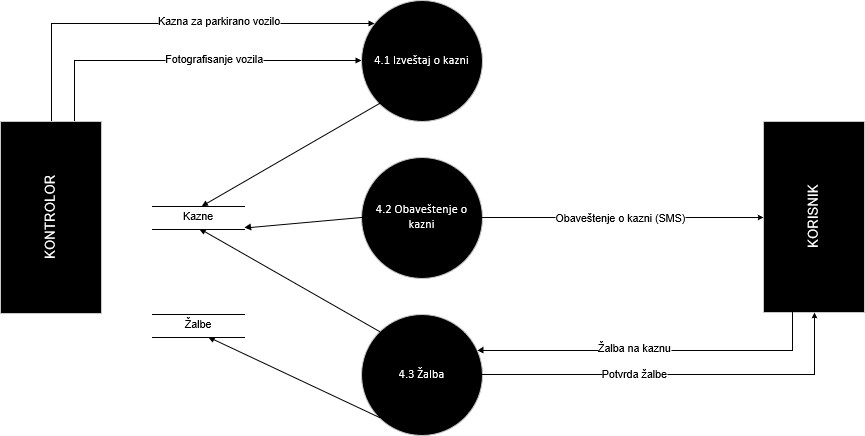 Kazna za parkirano vozilo
Fotografisanje vozila
4.1 Izveštaj o kazni
KONTROLOR
Kazne
4.2 Obaveštenje o
kazni
Obaveštenje o kazni (SMS)
KORISNIK
Žalbe
4.3 Žalba
Žalba na kaznu
Potvrda žalbe